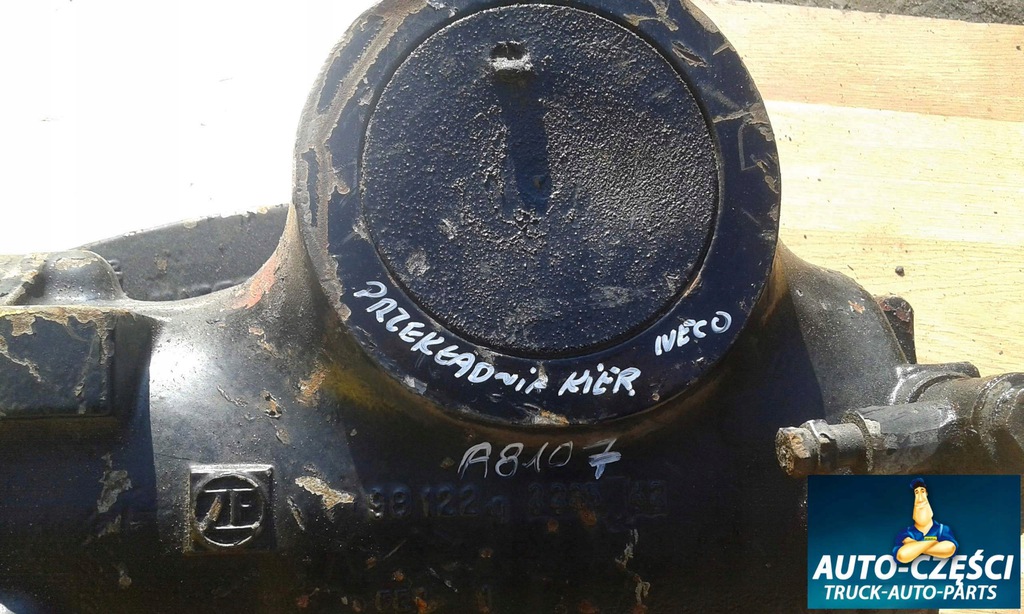 PRZEKŁADNIA KIER. IVECO
A8107
ZF
AUTO-CZĘŚCI
TRUCK-AUTO-PARTS